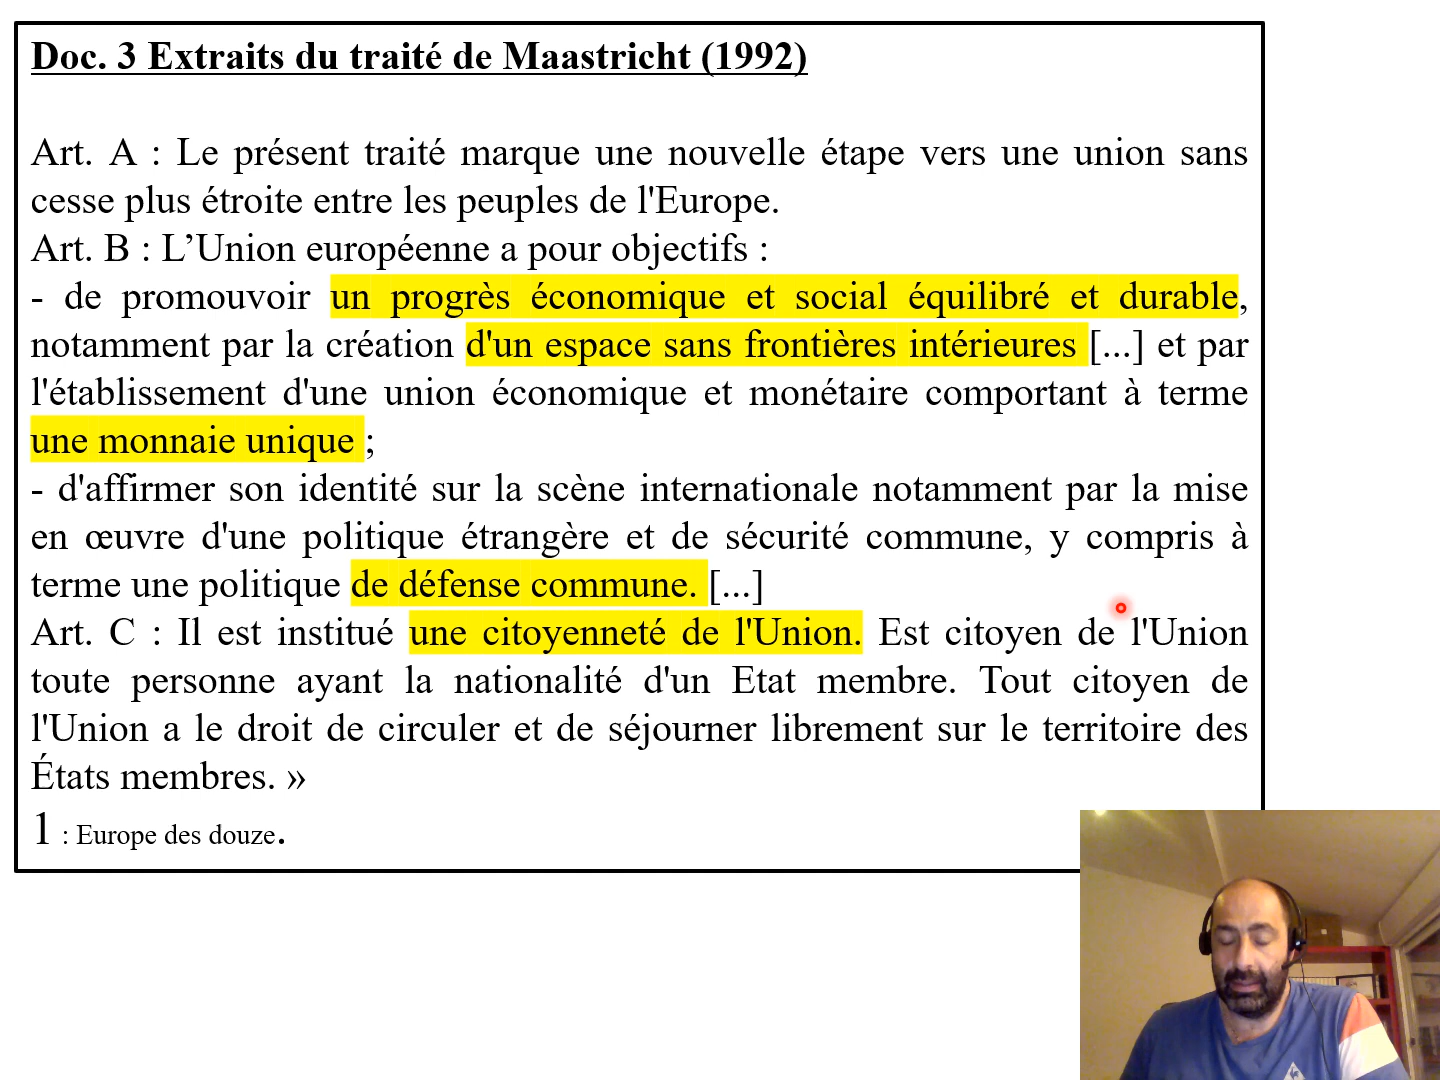 Doc. 3 Extraits du traité de Maastricht (1992)
Art. A : Le présent traité marque une nouvelle étape vers une union sans
cesse plus étroite entre les peuples de l'Europe.
Art. B : L’Union européenne a pour objectifs :
- de promouvoir un progrès économique et social équilibré et durable,
notamment par la création d'un espace sans frontières intérieures [...] et par
l'établissement d'une union économique et monétaire comportant à terme
une monnaie unique ;
- d'affirmer son identité sur la scène internationale notamment par la mise
en œuvre d'une politique étrangère et de sécurité commune, y compris à
terme une politique de défense commune. [...]
Art. C : Il est institué une citoyenneté de l'Union. Est citoyen de l'Union
toute personne ayant la nationalité d'un Etat membre. Tout citoyen de
l'Union a le droit de circuler et de séjourner librement sur le territoire des
États membres. »
1 : Europe des douze.